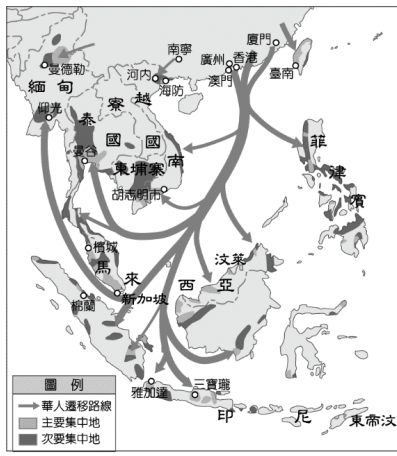 廈門
南寧
廣州
香港
澳門
臺南
曼德勒
河內
海防
緬甸
寮
越
仰光
泰
國
國
菲
律
賓
曼谷
柬埔寨
南
胡志明市
檳城
汶萊
馬
來
西
亞
新加坡
棉蘭
雅加達
三寶瓏
印
尼
東帝汶
圖例
華人遷移路線
主要集中地
次要集中地